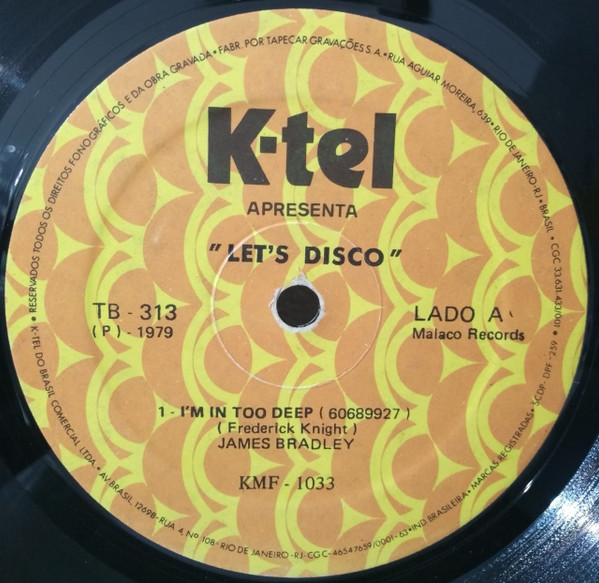 K-tel
APRESENTA
"LET'S DISCO"
TB - 313
(P) - 1979
LADO A
Malaco Records
1 - I'M IN TOO DEEP ( 60689927 )
( Frederick Knight )
JAMES BRADLEY
KMF - 1033
• RESERVADOS TODOS OS DIREITOS FONOGRÁFICOS E DA OBRA GRAVADA • FABR. POR TAPECAR GRAVAÇÕES S.A. • RUA AGUIAR MOREIRA, 639 • RIO DE JANEIRO - RJ • BRASIL • CGC 33.631.433/0011 • SCDP - DPF - 259 • MARCAS REGISTRADAS •
K-TEL DO BRASIL COMERCIAL LTDA. • AV. BRASIL, 12698 - RUA 4, Nº 108 - RIO DE JANEIRO - RJ - CGC - 46547659/0001-63 • IND. BRASILEIRA